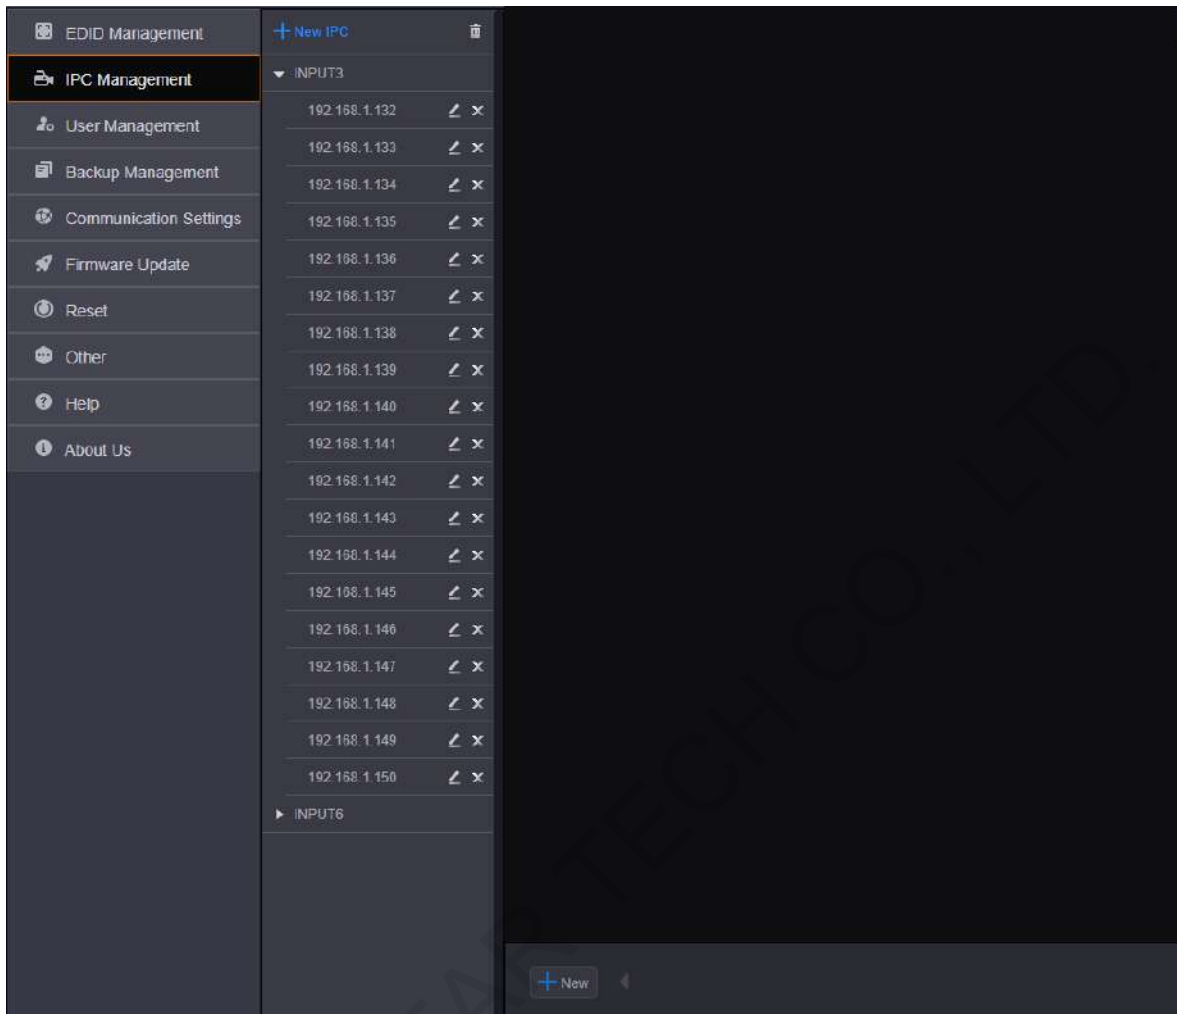 EDID Management
IPC Management
User Management
Backup Management
Communication Settings
Firmware Update
Reset
Other
Help
About Us
New IPC
INPUT3
192.168.1.132
192.168.1.133
192.168.1.134
192.168.1.135
192.168.1.136
192.168.1.137
192.168.1.138
192.168.1.139
192.168.1.140
192.168.1.141
192.168.1.142
192.168.1.143
192.168.1.144
192.168.1.145
192.168.1.146
192.168.1.147
192.168.1.148
192.168.1.149
192.168.1.150
INPUT6
New
TECH CO., LTD.